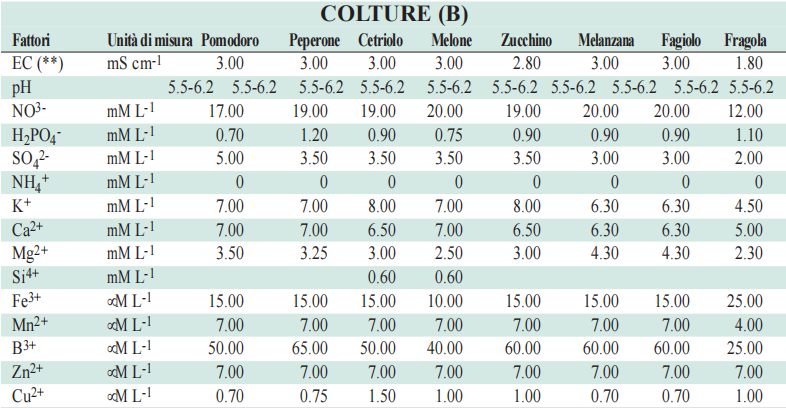 COLTURE (B)
Fattori Unità di misura Pomodoro Peperone Cetriolo Melone Zucchino Melanzana Fagiolo Fragola
EC (**) mS cm-1 3.00 3.00 3.00 3.00 2.80 3.00 3.00 1.80
pH 5.5-6.2 5.5-6.2 5.5-6.2 5.5-6.2 5.5-6.2 5.5-6.2 5.5-6.2 5.5-6.2 5.5-6.2
NO3- mM L-1 17.00 19.00 19.00 20.00 19.00 20.00 20.00 12.00
H2PO4- mM L-1 0.70 1.20 0.90 0.75 0.90 0.90 0.90 1.10
SO42- mM L-1 5.00 3.50 3.50 3.50 3.50 3.00 3.00 2.00
NH4+ mM L-1 0 0 0 0 0 0 0 0
K+ mM L-1 7.00 7.00 8.00 7.00 8.00 6.30 6.30 4.50
Ca2+ mM L-1 7.00 7.00 6.50 7.00 6.50 6.30 6.30 5.00
Mg2+ mM L-1 3.50 3.25 3.00 2.50 3.00 4.30 4.30 2.30
Si4+ mM L-1 0.60 0.60
Fe3+ ∝M L-1 15.00 15.00 15.00 10.00 15.00 15.00 15.00 25.00
Mn2+ ∝M L-1 7.00 7.00 7.00 7.00 7.00 7.00 7.00 4.00
B3+ ∝M L-1 50.00 65.00 50.00 40.00 60.00 60.00 60.00 25.00
Zn2+ ∝M L-1 7.00 7.00 7.00 7.00 7.00 7.00 7.00 7.00
Cu2+ ∝M L-1 0.70 0.75 1.50 1.00 1.00 0.70 0.70 1.00